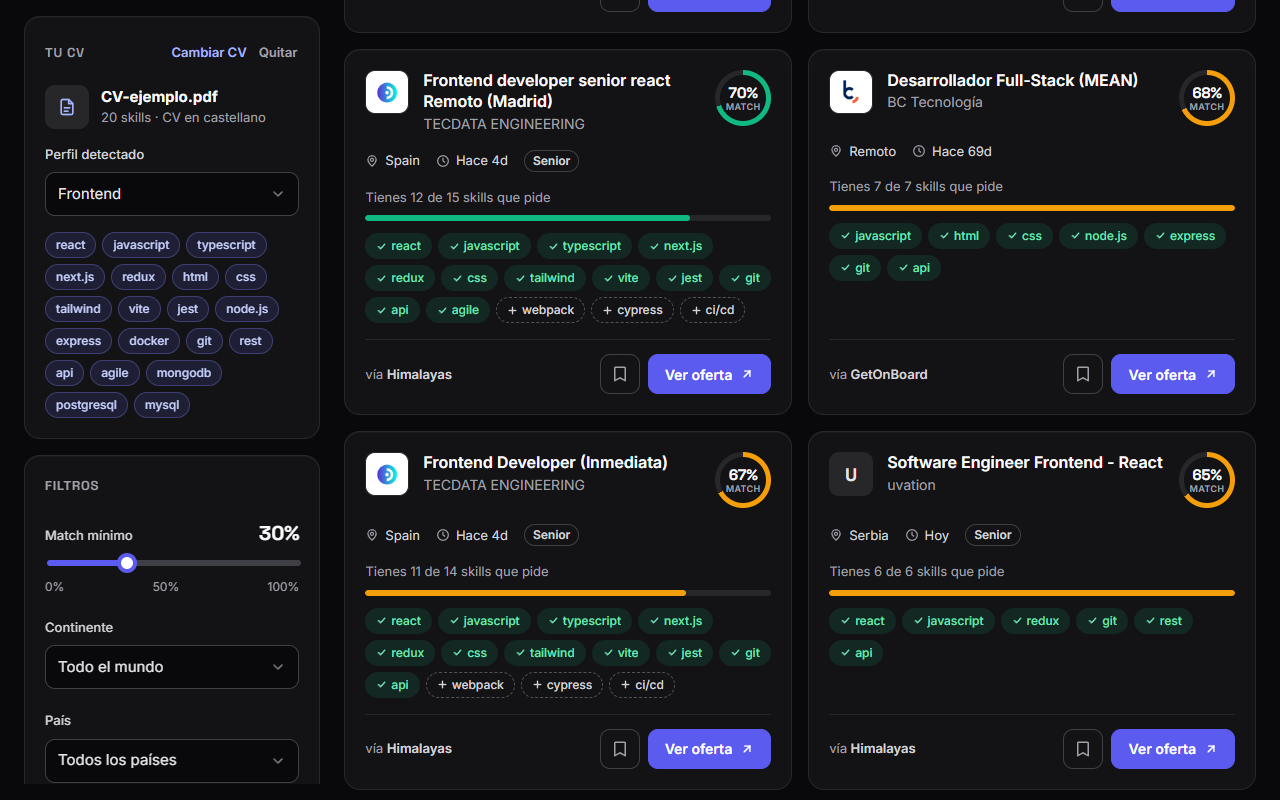 TU CV
Cambiar CV
Quitar
CV-ejemplo.pdf
20 skills · CV en castellano
Perfil detectado
Frontend
react javascript typescript
next.js redux html css
tailwind vite jest node.js
express docker git rest
api agile mongodb
postgresql mysql
FILTROS
Match mínimo 30%
0% 50% 100%
Continente
Todo el mundo
País
Todos los países
Frontend developer senior react
Remoto (Madrid)
TECDATA ENGINEERING
70%
MATCH
Spain Hace 4d Senior
Tienes 12 de 15 skills que pide
react javascript typescript next.js
redux css tailwind vite jest git
api agile + webpack + cypress + ci/cd
vía Himalayas
Ver oferta
Desarrollador Full-Stack (MEAN)
BC Tecnología
68%
MATCH
Remoto Hace 69d
Tienes 7 de 7 skills que pide
javascript html css node.js express
git api
vía GetOnBoard
Ver oferta
Frontend Developer (Inmediata)
TECDATA ENGINEERING
67%
MATCH
Spain Hace 4d Senior
Tienes 11 de 14 skills que pide
react javascript typescript next.js
redux css tailwind vite jest git
api + webpack + cypress + ci/cd
vía Himalayas
Ver oferta
U
Software Engineer Frontend - React
uvation
65%
MATCH
Serbia Hoy Senior
Tienes 6 de 6 skills que pide
react javascript redux git rest
api
vía Himalayas
Ver oferta